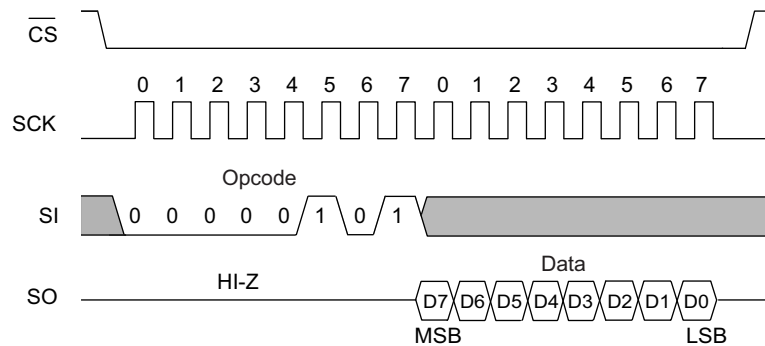 CS
0 1 2 3 4 5 6 7 0 1 2 3 4 5 6 7
SCK
Opcode
SI 0 0 0 0 0 1 0 1
Data
HI-Z
SO D7 D6 D5 D4 D3 D2 D1 D0
MSB LSB